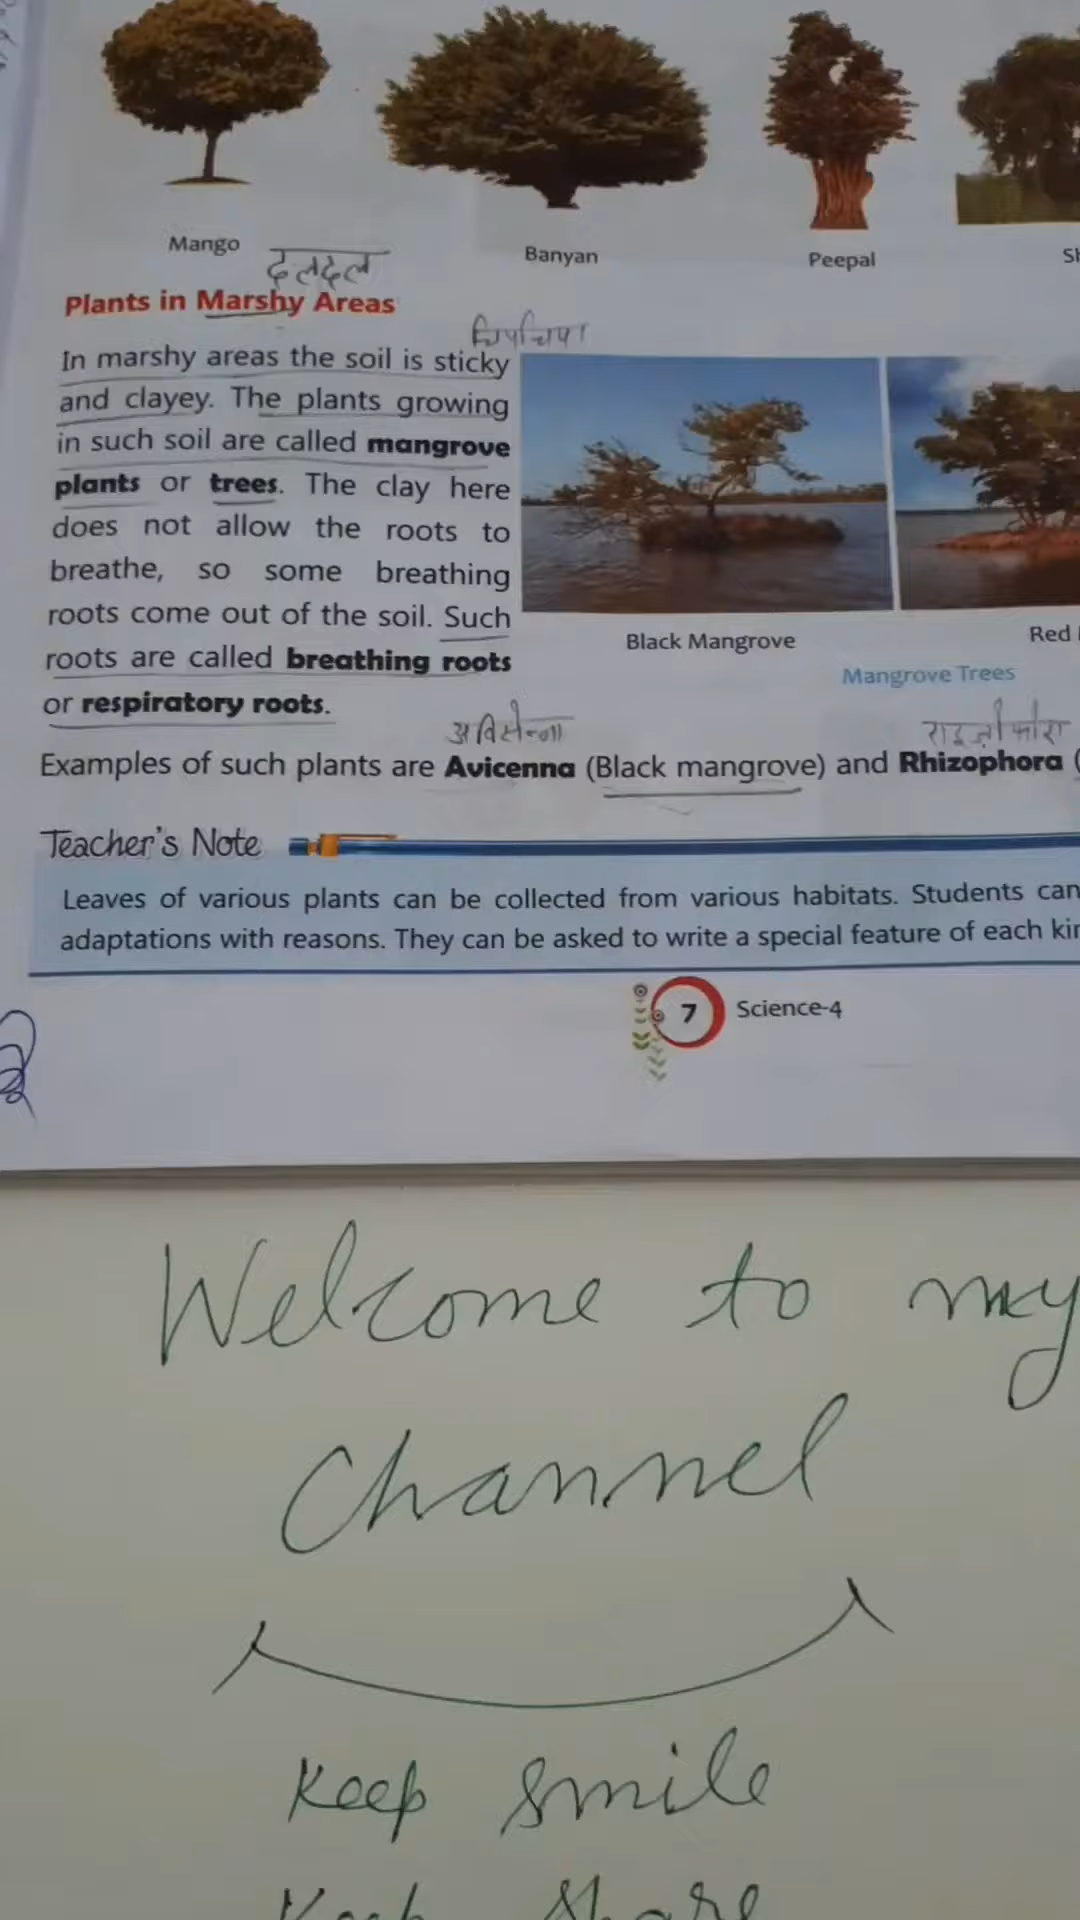 Mango
Banyan
Peepal
दलदल
Plants in Marshy Areas
चिपचिपा
In marshy areas the soil is sticky
and clayey. The plants growing
in such soil are called mangrove
plants or trees. The clay here
does not allow the roots to
breathe, so some breathing
roots come out of the soil. Such
roots are called breathing roots
or respiratory roots.
Black Mangrove
Red
Mangrove Trees
अविसेन्ना
राइजोफोरा
Examples of such plants are Avicenna (Black mangrove) and Rhizophora (
Teacher's Note
Leaves of various plants can be collected from various habitats. Students can
adaptations with reasons. They can be asked to write a special feature of each
7 Science-4
Welcome to my
Channel
Keep smile
Keep share